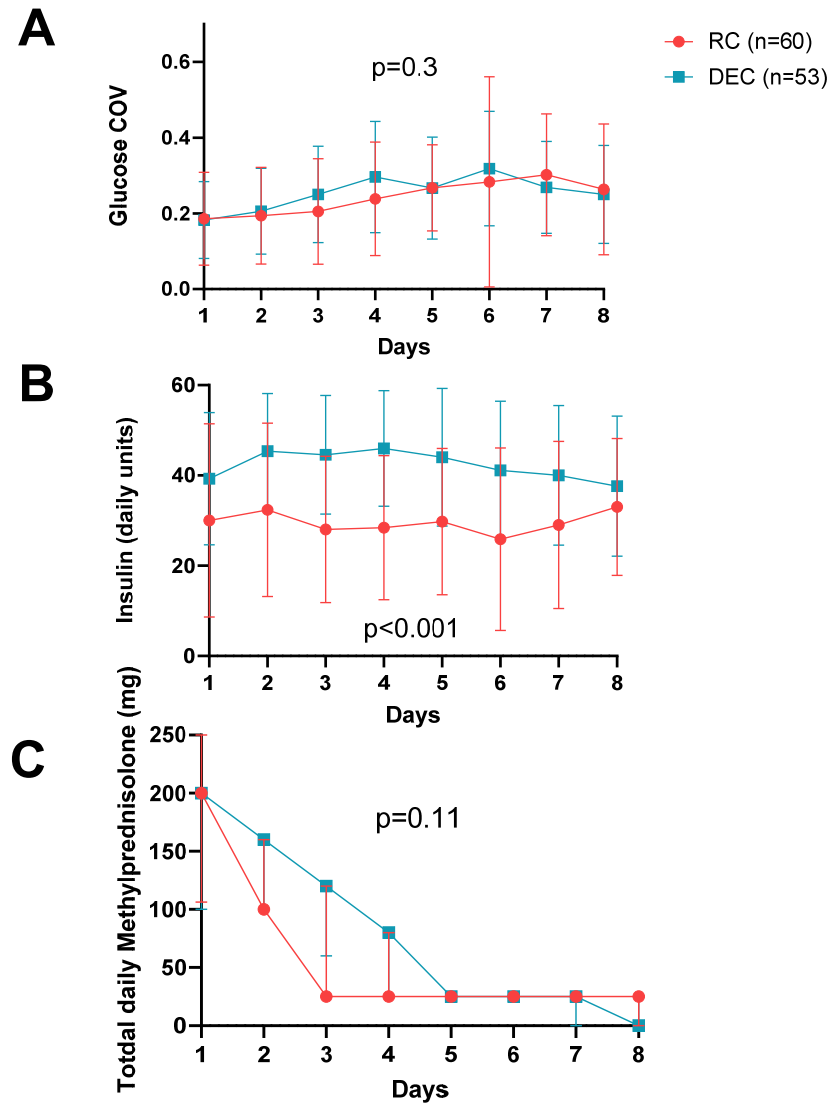 A
RC (n=60)
DEC (n=53)
p=0.3
Glucose COV
0.6
0.4
0.2
0.0
1 2 3 4 5 6 7 8
Days
B
Insulin (daily units)
60
40
20
0
p<0.001
1 2 3 4 5 6 7 8
Days
C
Totdal daily Methylprednisolone (mg)
250
200
150
100
50
0
p=0.11
1 2 3 4 5 6 7 8
Days